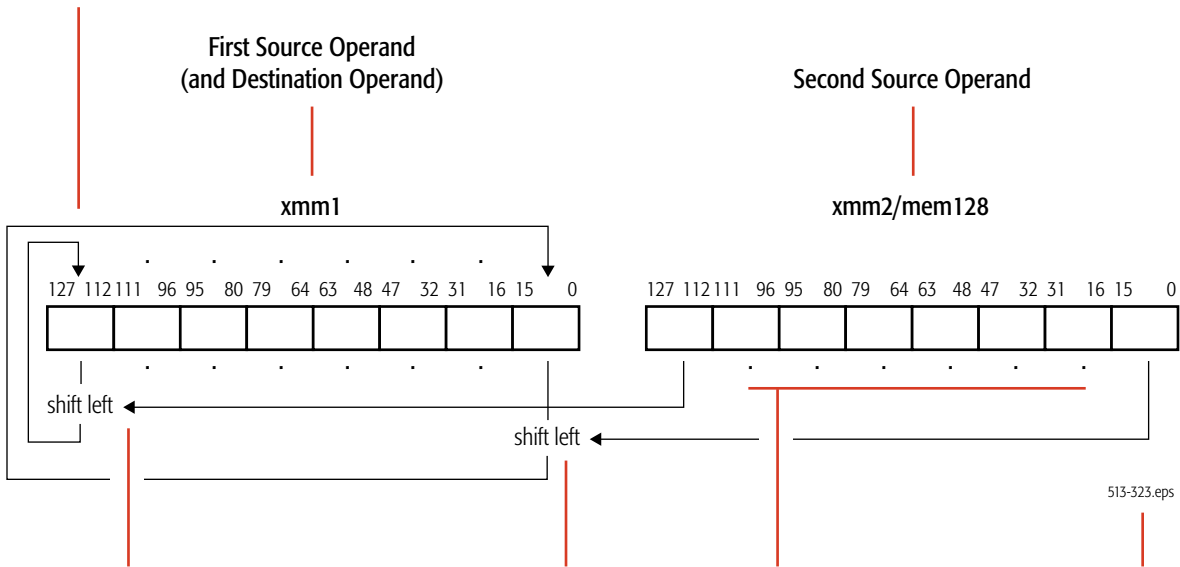 First Source Operand
(and Destination Operand)
Second Source Operand
xmm1
xmm2/mem128
. . . . . .
127 112 111 96 95 80 79 64 63 48 47 32 31 16 15 0
127 112 111 96 95 80 79 64 63 48 47 32 31 16 15 0
. . . . . .
. . . . . .
shift left
shift left
513-323.eps